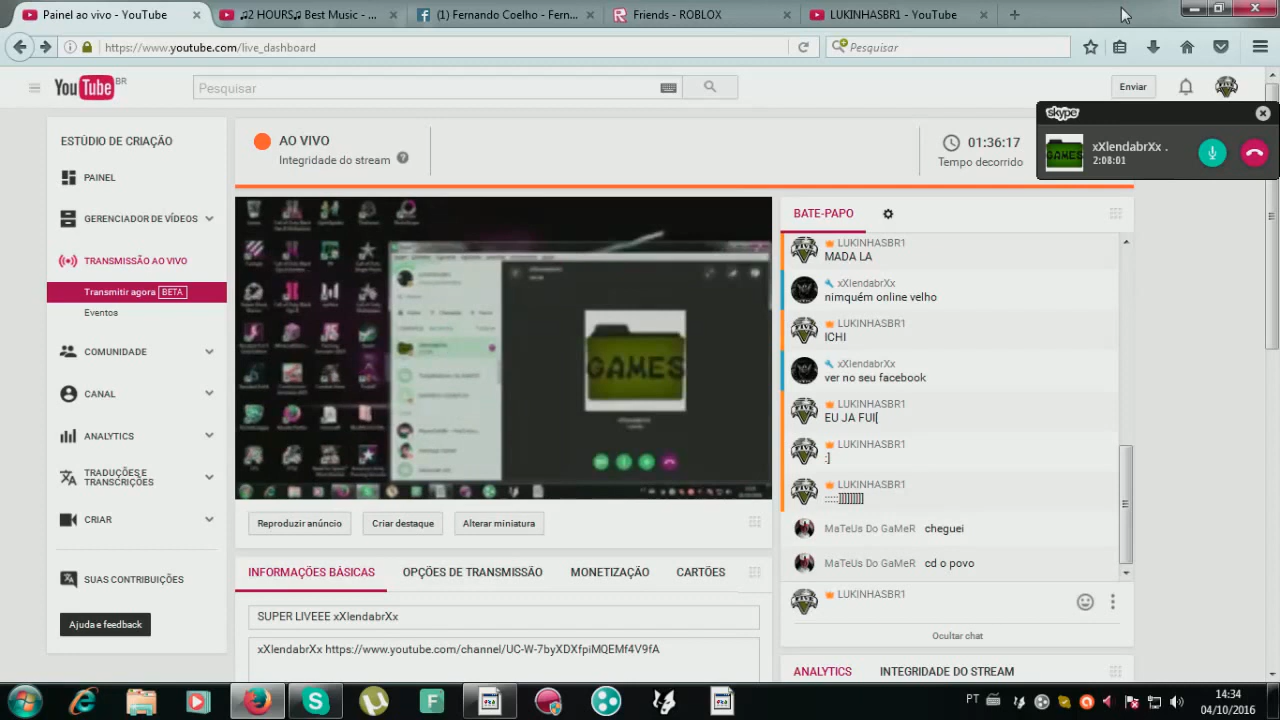 Painel ao vivo - YouTube
♫2 HOURS♫ Best Music - ...
(1) Fernando Coelho - Fern...
Friends - ROBLOX
LUKINHASBR1 - YouTube
https://www.youtube.com/live_dashboard
Pesquisar
YouTube BR
Pesquisar
Enviar
skype
GAMES
xXlendabrXx .
2:08:01
ESTÚDIO DE CRIAÇÃO
PAINEL
GERENCIADOR DE VÍDEOS
TRANSMISSÃO AO VIVO
Transmitir agora BETA
Eventos
COMUNIDADE
CANAL
ANALYTICS
TRADUÇÕES E
TRANSCRIÇÕES
CRIAR
SUAS CONTRIBUIÇÕES
Ajuda e feedback
AO VIVO
Integridade do stream
01:36:17
Tempo decorrido
GAMES
Reproduzir anúncio
Criar destaque
Alterar miniatura
INFORMAÇÕES BÁSICAS
OPÇÕES DE TRANSMISSÃO
MONETIZAÇÃO
CARTÕES
SUPER LIVEEE xXlendabrXx
xXlendabrXx https://www.youtube.com/channel/UC-W-7byXDXfpiMQEMf4V9fA
BATE-PAPO
LUKINHASBR1
MADA LA
xXlendabrXx
nimquém online velho
LUKINHASBR1
ICHI
xXlendabrXx
ver no seu facebook
LUKINHASBR1
EU JA FUI[
LUKINHASBR1
:]
LUKINHASBR1
:::::]]]]]]]]]
MaTeUs Do GaMeR cheguei
MaTeUs Do GaMeR cd o povo
LUKINHASBR1
Ocultar chat
ANALYTICS
INTEGRIDADE DO STREAM
PT
14:34
04/10/2016